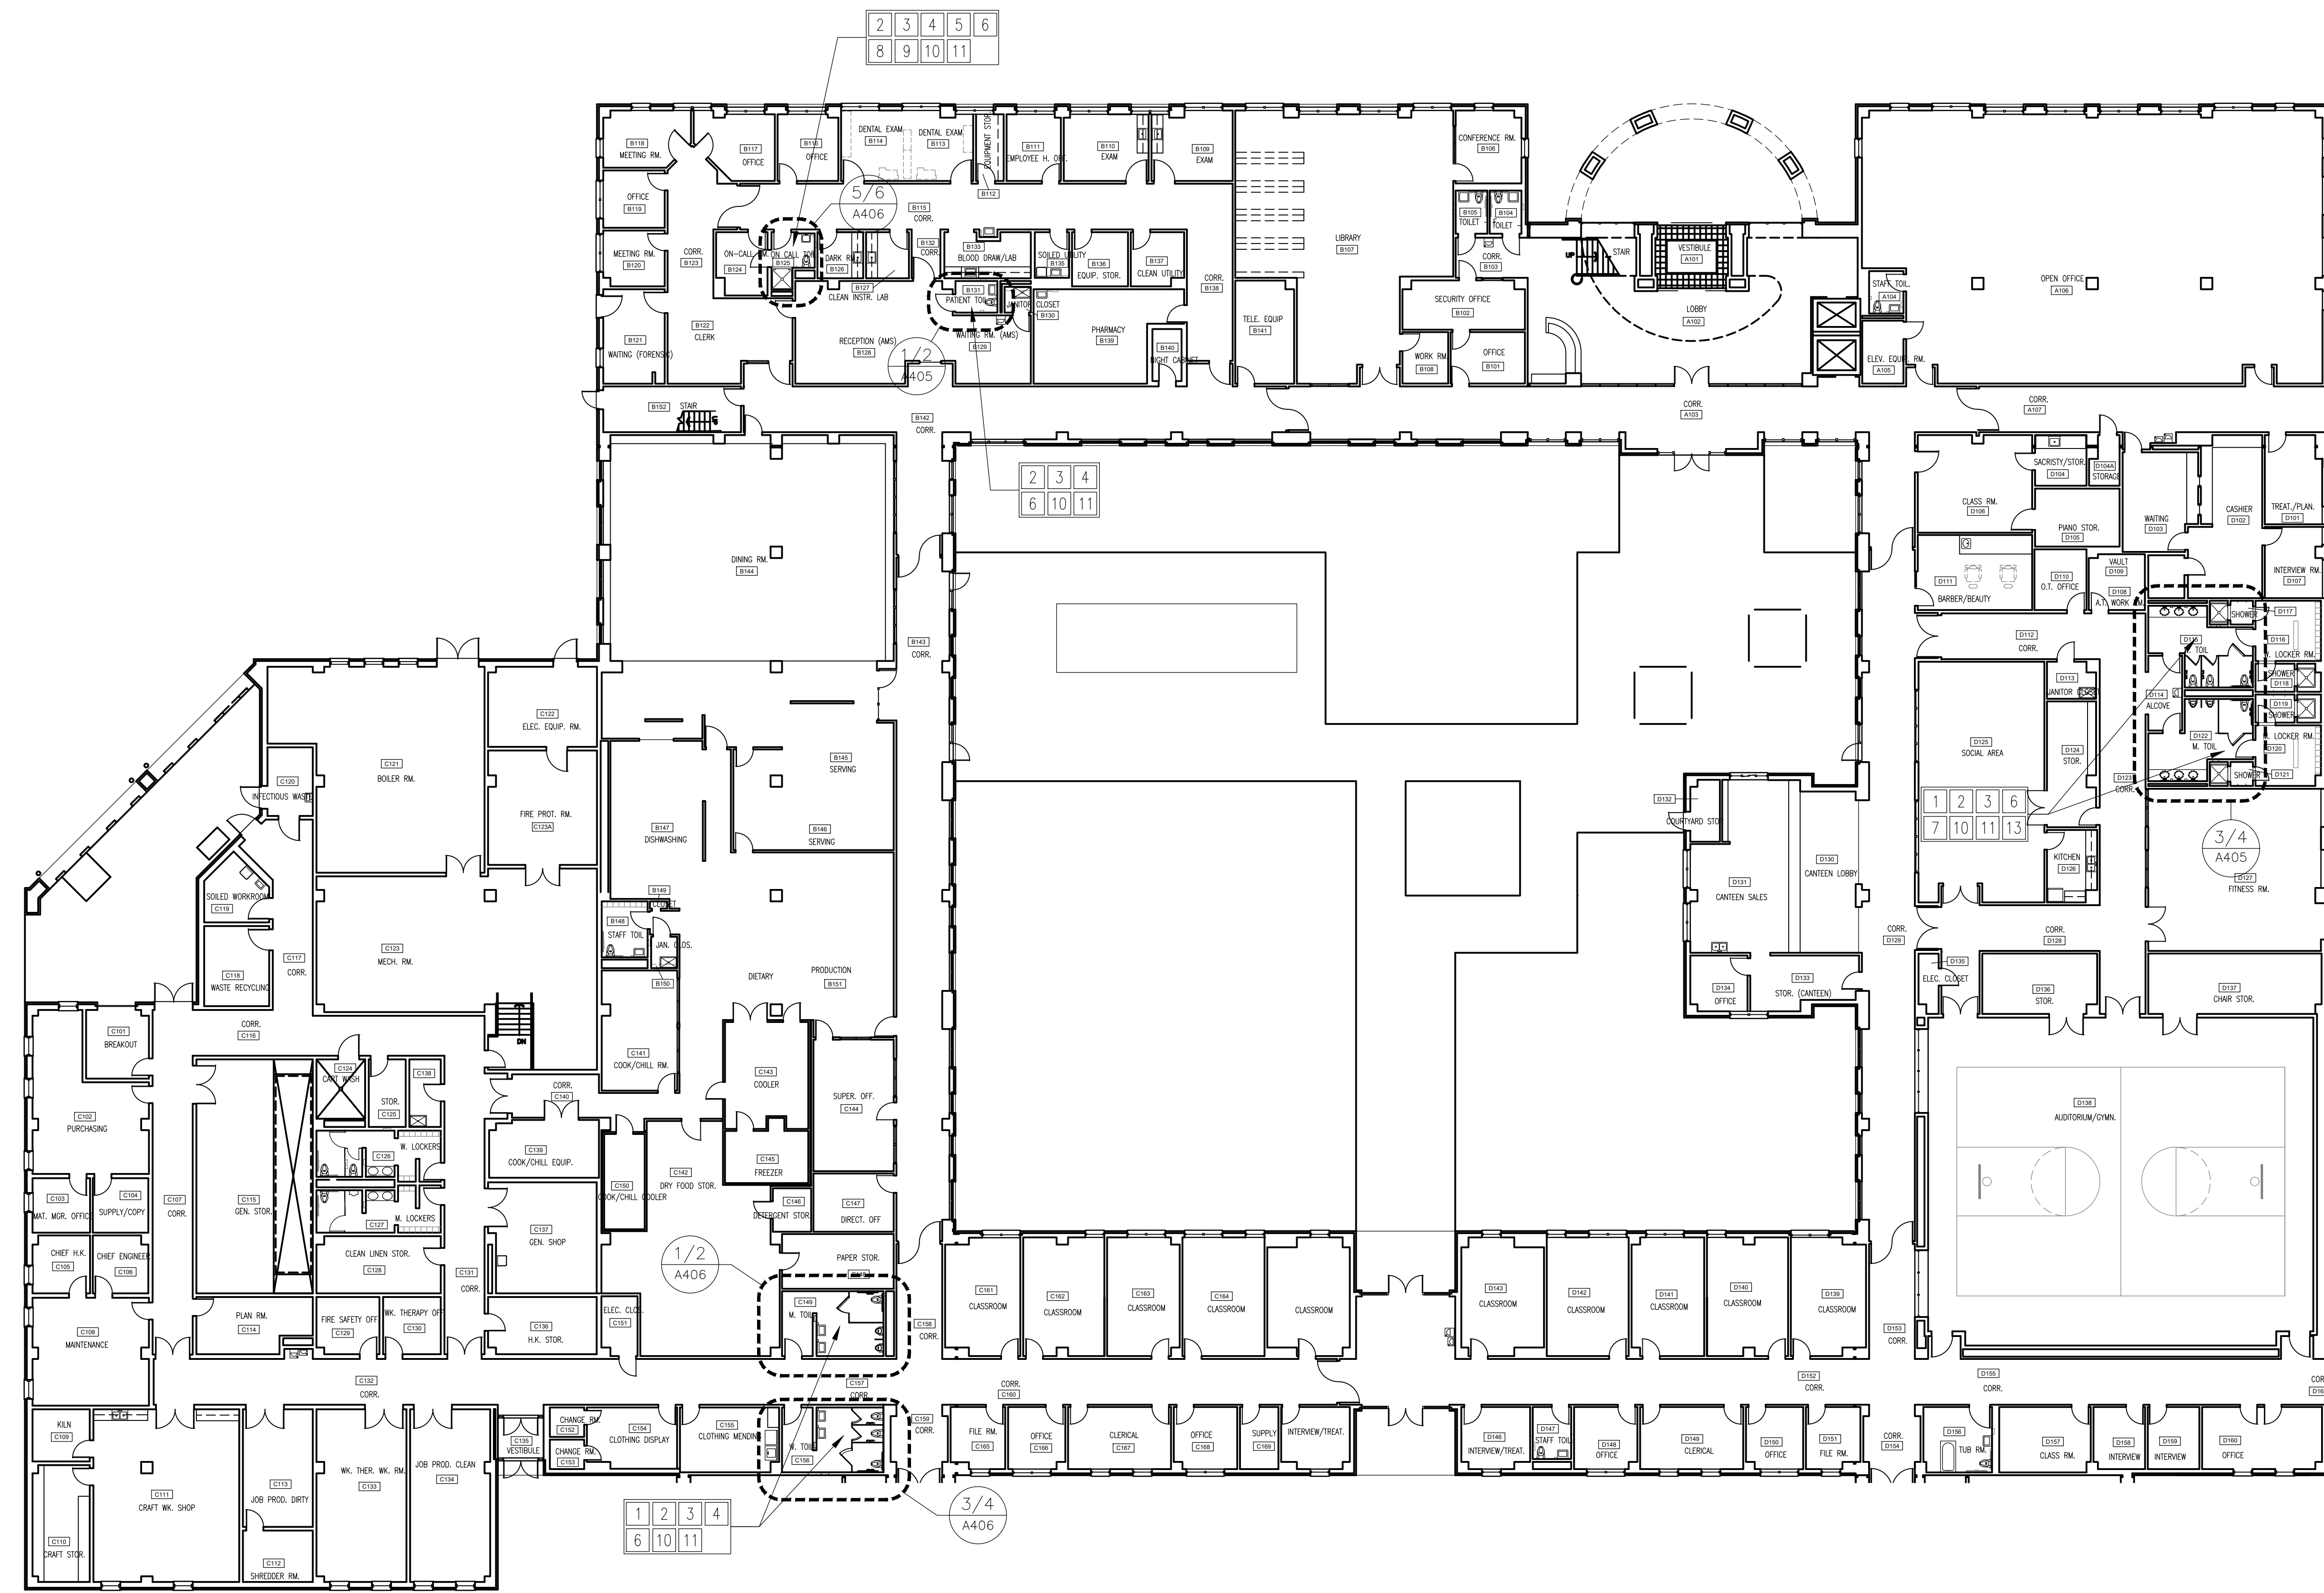 2 3 4 5 6
8 9 10 11
B118
MEETING RM.
B117
OFFICE
B116
OFFICE
DENTAL EXAM
B114
DENTAL EXAM
B113
EQUIPMENT STOR.
B112
B111
B110
EXAM
B109
EXAM
CONFERENCE RM.
B106
OFFICE
B119
5/6
A406
B115
CORR.
B105
TOILET
B104
TOILET
LIBRARY
B107
CORR.
B103
UP
STAIR
VESTIBULE
A101
OPEN OFFICE
A106
MEETING RM.
B120
CORR.
B123
B124
B125
DARK RM.
B126
B127
CLEAN INSTR. LAB
B132
CORR.
B133
BLOOD DRAW/LAB
SOILED UTILITY
B135
B136
EQUIP. STOR.
B137
CLEAN UTILITY
CORR.
B138
B131
PATIENT TOIL.
JANITOR CLOSET
B130
SECURITY OFFICE
B102
LOBBY
A102
STAFF TOIL.
A104
B121
WAITING (FORENSIC)
B122
CLERK
RECEPTION (AMS)
B128
WAITING RM. (AMS)
B129
1/2
A405
PHARMACY
B139
B140
NIGHT CABINET
TELE. EQUIP
B141
WORK RM.
B108
OFFICE
B101
ELEV. EQUIP. RM.
A105
B1S2
STAIR
B142
CORR.
CORR.
A103
CORR.
A107
2 3 4
6 10 11
CLASS RM.
D106
SACRISTY/STOR.
D104
D104A
STORAGE
PIANO STOR.
D105
WAITING
D103
CASHIER
D102
TREAT./PLAN.
D101
DINING RM.
B144
D111
BARBER/BEAUTY
D110
O.T. OFFICE
VAULT
D109
D108
A.T. WORK RM.
INTERVIEW RM.
D107
B143
CORR.
D112
CORR.
SHOWER
D117
D115
D116
W. LOCKER RM.
D113
JANITOR CLOSET
D114
ALCOVE
SHOWER
D118
D119
SHOWER
D122
M. TOIL
M. LOCKER RM.
D120
SHOWER
D121
D123
CORR.
D125
SOCIAL AREA
D124
STOR.
1 2 3 6
7 10 11 13
3/4
A405
D127
FITNESS RM.
KITCHEN
D126
C122
ELEC. EQUIP. RM.
C121
BOILER RM.
C120
INFECTIOUS WASTE
FIRE PROT. RM.
C123A
B145
SERVING
B147
DISHWASHING
B146
SERVING
D132
COURTYARD STOR.
D131
CANTEEN SALES
D130
CANTEEN LOBBY
SOILED WORKROOM
C119
B149
CLOSET
B148
STAFF TOIL
JAN. CLOS.
B150
CORR.
D129
CORR.
D128
C123
MECH. RM.
C117
CORR.
C118
WASTE RECYCLING
DIETARY
PRODUCTION
B151
D134
OFFICE
D133
STOR. (CANTEEN)
D135
ELEC. CLOSET
D136
STOR.
D137
CHAIR STOR.
CORR.
C116
C101
BREAKOUT
DN
C141
COOK/CHILL RM.
C143
COOLER
SUPER. OFF.
C144
C102
PURCHASING
C124
CART WASH
STOR.
C125
C138
CORR.
C140
D138
AUDITORIUM/GYMN.
C126
W. LOCKERS
C139
COOK/CHILL EQUIP.
C142
DRY FOOD STOR.
C145
FREEZER
C150
COOK/CHILL COOLER
C103
MAT. MGR. OFFICE
C104
SUPPLY/COPY
C107
CORR.
C115
GEN. STOR.
C127
M. LOCKERS
C137
GEN. SHOP
C146
DETERGENT STOR.
C147
DIRECT. OFF
CHIEF H.K.
C105
CHIEF ENGINEER
C106
CLEAN LINEN STOR.
C128
C131
CORR.
1/2
A406
PAPER STOR.
C108
MAINTENANCE
PLAN RM.
C114
FIRE SAFETY OFF.
C129
WK. THERAPY OFF.
C130
C136
H.K. STOR.
ELEC. CLOS.
C151
C149
M. TOIL
C158
CORR.
C161
CLASSROOM
C162
CLASSROOM
C163
CLASSROOM
C164
CLASSROOM
CLASSROOM
D143
CLASSROOM
D142
CLASSROOM
D141
CLASSROOM
D140
CLASSROOM
D139
CLASSROOM
D153
CORR.
C132
CORR.
C157
CORR.
CORR.
C160
D152
CORR.
D155
CORR.
KILN
C109
C135
VESTIBULE
CHANGE RM.
C152
CHANGE RM.
C153
C154
CLOTHING DISPLAY
C155
CLOTHING MENDING
W. TOIL
C156
C159
CORR.
FILE RM.
C165
OFFICE
C166
CLERICAL
C167
OFFICE
C168
SUPPLY
C169
INTERVIEW/TREAT.
D146
INTERVIEW/TREAT.
D147
STAFF TOIL
D148
OFFICE
D149
CLERICAL
D150
OFFICE
D151
FILE RM.
CORR.
D154
D156
TUB RM.
D157
CLASS RM.
D158
INTERVIEW
D159
INTERVIEW
D160
OFFICE
C111
CRAFT WK. SHOP
C110
CRAFT STOR.
C113
JOB PROD. DIRTY
C112
SHREDDER RM.
WK. THER. WK. RM.
C133
JOB PROD. CLEAN
C134
1 2 3 4
6 10 11
3/4
A406